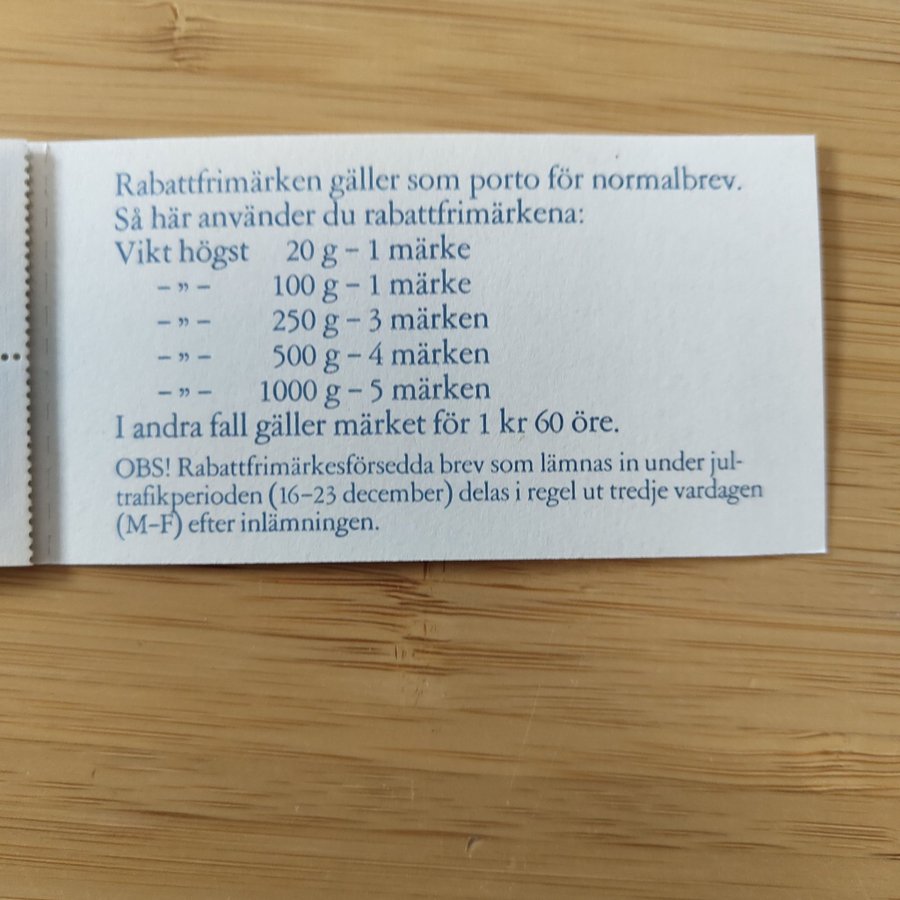 Rabattfrimärken gäller som porto för normalbrev.
Så här använder du rabattfrimärkena:
Vikt högst 20 g – 1 märke
– ” – 100 g – 1 märke
– ” – 250 g – 3 märken
– ” – 500 g – 4 märken
– ” – 1000 g – 5 märken
I andra fall gäller märket för 1 kr 60 öre.
OBS! Rabattfrimärkesförsedda brev som lämnas in under jul-
trafikperioden (16–23 december) delas i regel ut tredje vardagen
(M–F) efter inlämningen.